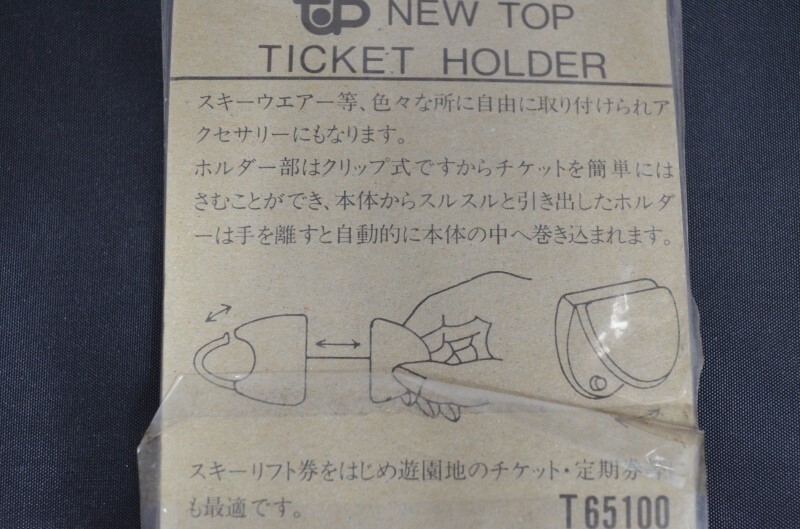 top NEW TOP
TICKET HOLDER
スキーウエアー等、色々な所に自由に取り付けられア
クセサリーにもなります。
ホルダー部はクリップ式ですからチケットを簡単には
さむことができ、本体からスルスルと引き出したホルダ
ーは手を離すと自動的に本体の中へ巻き込まれます。
スキーリフト券をはじめ遊園地のチケット・定期券等に
も最適です。
T65100